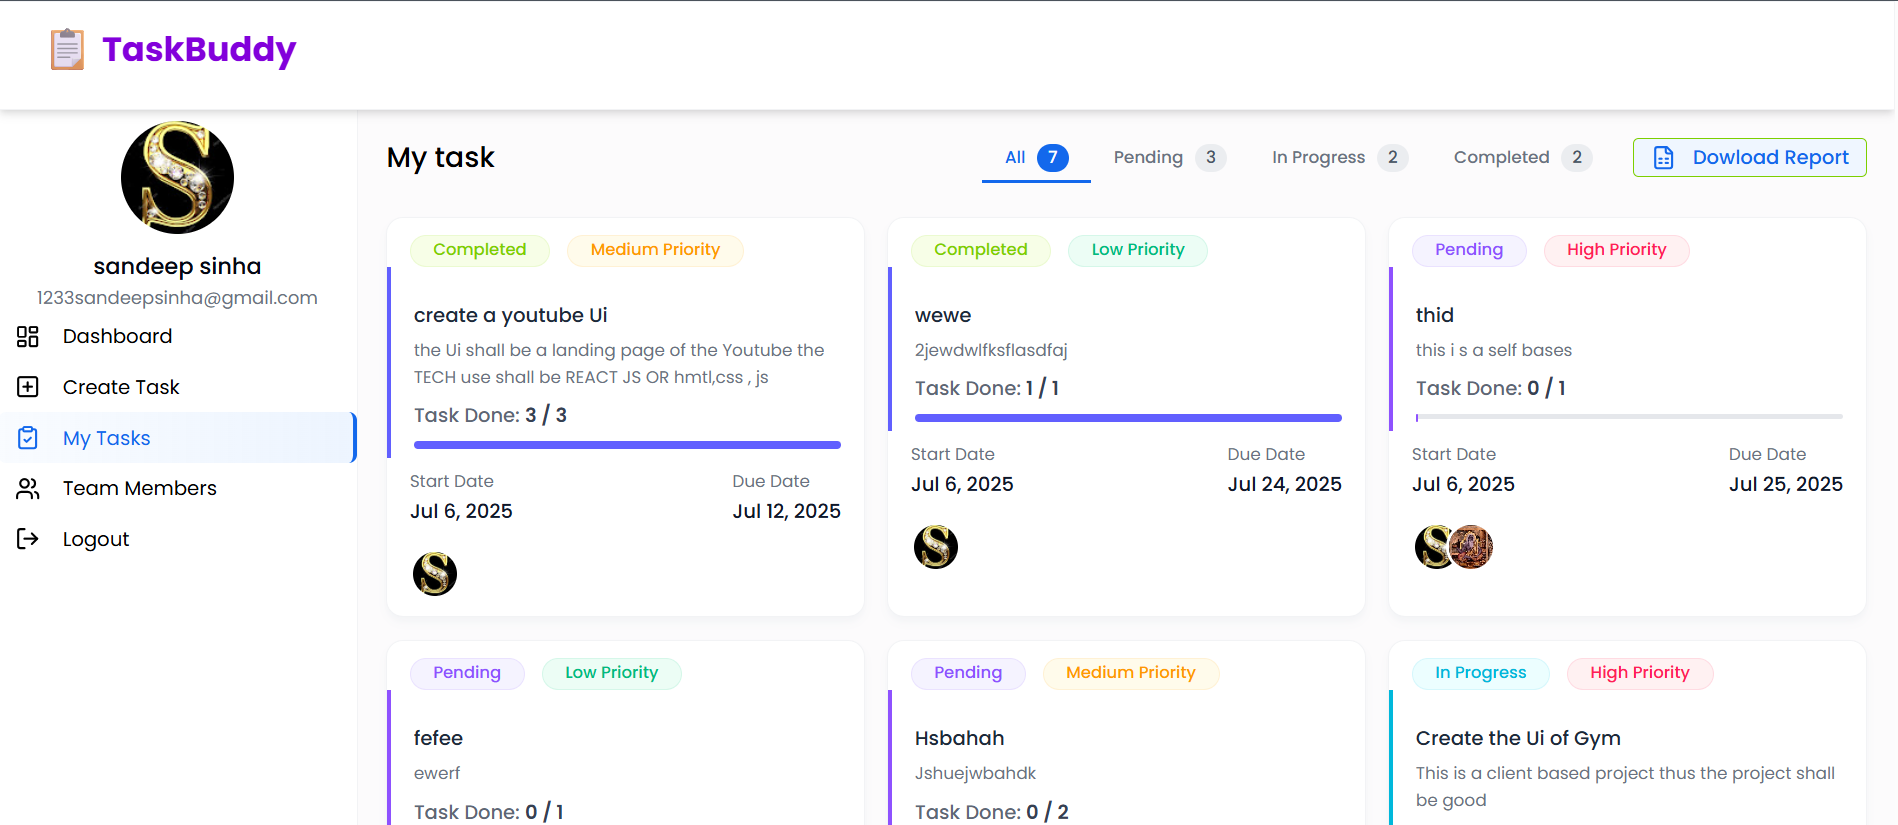 TaskBuddy
sandeep sinha
1233sandeepsinha@gmail.com
Dashboard
Create Task
My Tasks
Team Members
Logout
My task
All 7 Pending 3 In Progress 2 Completed 2 Dowload Report
Completed Medium Priority
create a youtube Ui
the Ui shall be a landing page of the Youtube the
TECH use shall be REACT JS OR hmtl,css , js
Task Done: 3 / 3
Start Date Due Date
Jul 6, 2025 Jul 12, 2025
Completed Low Priority
wewe
2jewdwlfksflasdfaj
Task Done: 1 / 1
Start Date Due Date
Jul 6, 2025 Jul 24, 2025
Pending High Priority
thid
this i s a self bases
Task Done: 0 / 1
Start Date Due Date
Jul 6, 2025 Jul 25, 2025
Pending Low Priority
fefee
ewerf
Task Done: 0 / 1
Pending Medium Priority
Hsbahah
Jshuejwbahdk
Task Done: 0 / 2
In Progress High Priority
Create the Ui of Gym
This is a client based project thus the project shall
be good